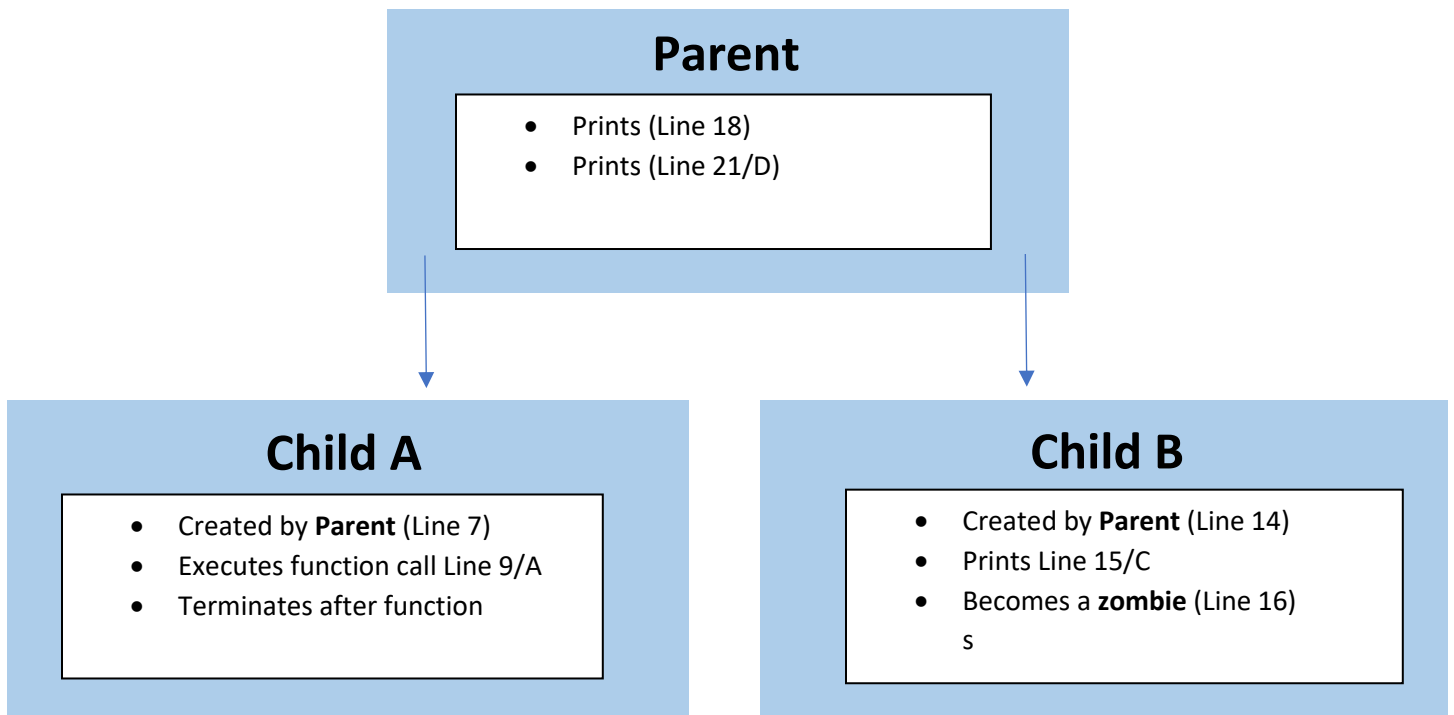 Parent
• Prints (Line 18)
• Prints (Line 21/D)
Child A
• Created by Parent (Line 7)
• Executes function call Line 9/A
• Terminates after function
Child B
• Created by Parent (Line 14)
• Prints Line 15/C
• Becomes a zombie (Line 16)
s